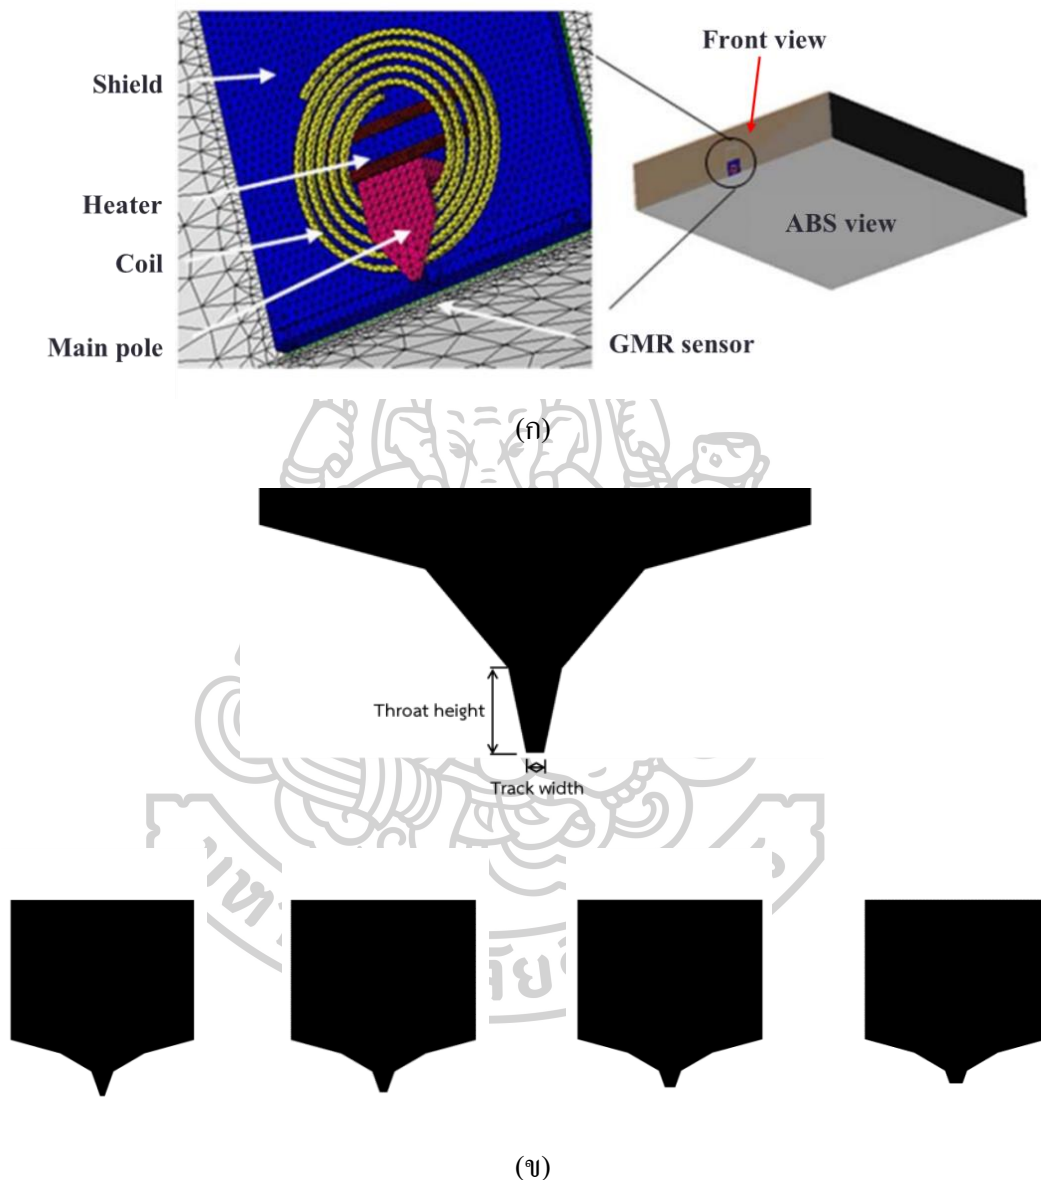 Front view
Shield
Heater
ABS view
Coil
Main pole
GMR sensor
(ก)
Throat height
Track width
(ข)